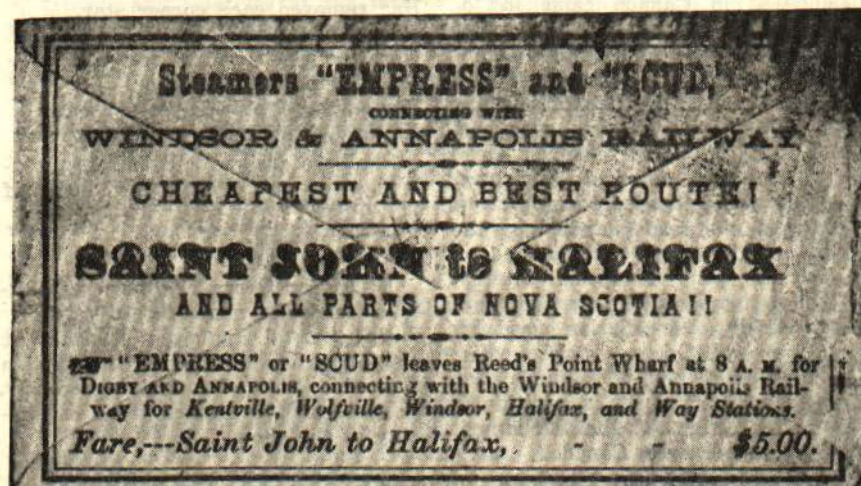 Steamers "EMPRESS" and "SCUD,"
CONNECTING WITH
WINDSOR & ANNAPOLIS RAILWAY
CHEAPEST AND BEST ROUTE!
SAINT JOHN to HALIFAX
AND ALL PARTS OF NOVA SCOTIA!!
"EMPRESS" or "SCUD" leaves Reed's Point Wharf at 8 A. M. for
DIGBY AND ANNAPOLIS, connecting with the Windsor and Annapolis Rail-
way for Kentville, Wolfville, Windsor, Halifax, and Way Stations.
Fare,---Saint John to Halifax, - - $5.00.